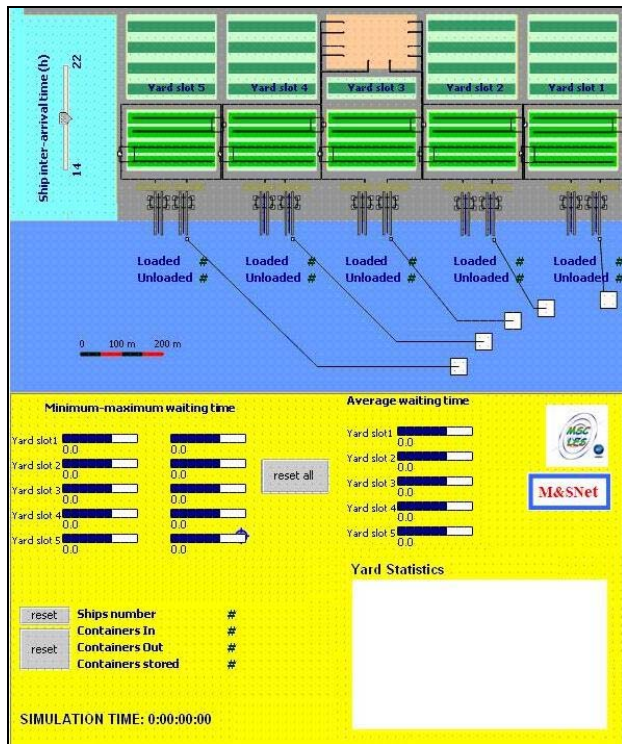 Ship inter-arrival time (h)
22
14
Yard slot 5
Yard slot 4
Yard slot 3
Yard slot 2
Yard slot 1
Loaded #
Unloaded #
Loaded #
Unloaded #
Loaded #
Unloaded #
Loaded #
Unloaded #
Loaded #
Unloaded #
0 100 m 200 m
Minimum-maximum waiting time
Yard slot1
0.0 0.0
Yard slot 2
0.0 0.0
Yard slot 3
0.0 0.0
Yard slot 4
0.0 0.0
Yard slot 5
0.0 0.0
reset all
Average waiting time
Yard slot1
0.0
Yard slot 2
0.0
Yard slot 3
0.0
Yard slot 4
0.0
Yard slot 5
0.0
MSC
LES
M&SNet
Yard Statistics
reset
Ships number #
reset
Containers In #
Containers Out #
Containers stored #
SIMULATION TIME: 0:00:00:00